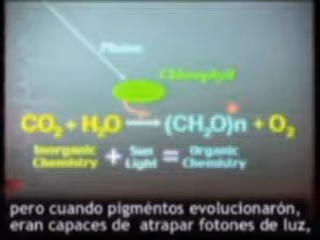 Photon
Chlorophyll
CO₂ + H₂O → (CH₂O)n + O₂
Inorganic Chemistry + Sun Light = Organic Chemistry
pero cuando pigméntos evolucionarón,
eran capaces de atrapar fotones de luz,